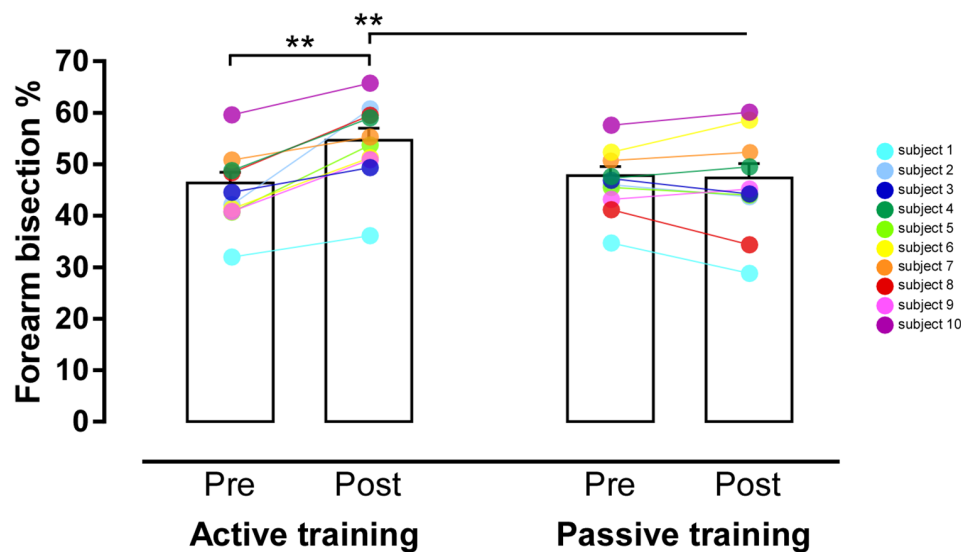 **
**
Forearm bisection %
70
60
50
40
30
20
10
0
subject 1
subject 2
subject 3
subject 4
subject 5
subject 6
subject 7
subject 8
subject 9
subject 10
Pre Post Pre Post
Active training Passive training